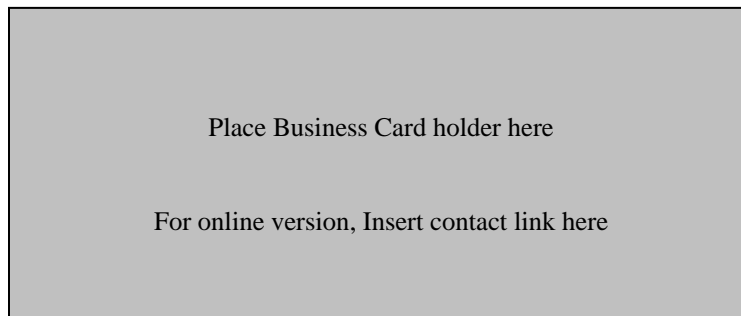 Place Business Card holder here
For online version, Insert contact link here